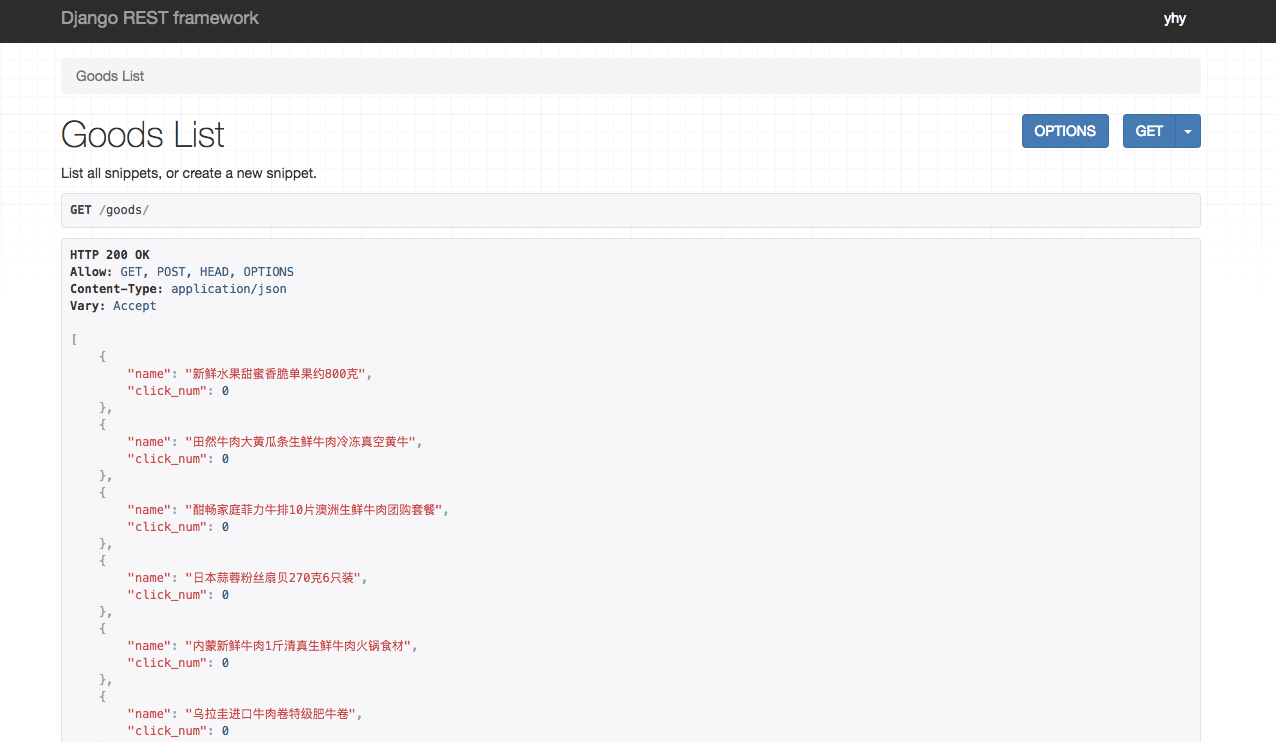 Django REST framework
yhy
Goods List
Goods List
OPTIONS
GET
List all snippets, or create a new snippet.
GET /goods/
HTTP 200 OK
Allow: GET, POST, HEAD, OPTIONS
Content-Type: application/json
Vary: Accept
[
{
"name": "新鲜水果甜蜜香脆单果约800克",
"click_num": 0
},
{
"name": "田然牛肉大黄瓜条生鲜牛肉冷冻真空黄牛",
"click_num": 0
},
{
"name": "酣畅家庭菲力牛排10片澳洲生鲜牛肉团购套餐",
"click_num": 0
},
{
"name": "日本蒜蓉粉丝扇贝270克6只装",
"click_num": 0
},
{
"name": "内蒙新鲜牛肉1斤清真生鲜牛肉火锅食材",
"click_num": 0
},
{
"name": "乌拉圭进口牛肉卷特级肥牛卷",
"click_num": 0